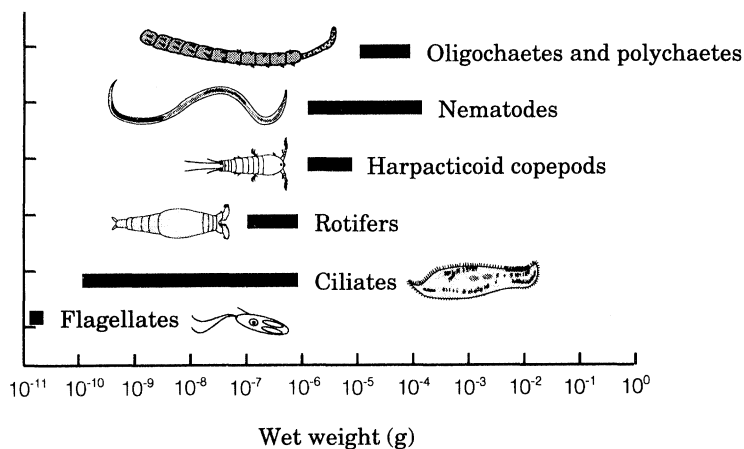 Oligochaetes and polychaetes
Nematodes
Harpacticoid copepods
Rotifers
Ciliates
Flagellates
10⁻¹¹ 10⁻¹⁰ 10⁻⁹ 10⁻⁸ 10⁻⁷ 10⁻⁶ 10⁻⁵ 10⁻⁴ 10⁻³ 10⁻² 10⁻¹ 10⁰
Wet weight (g)